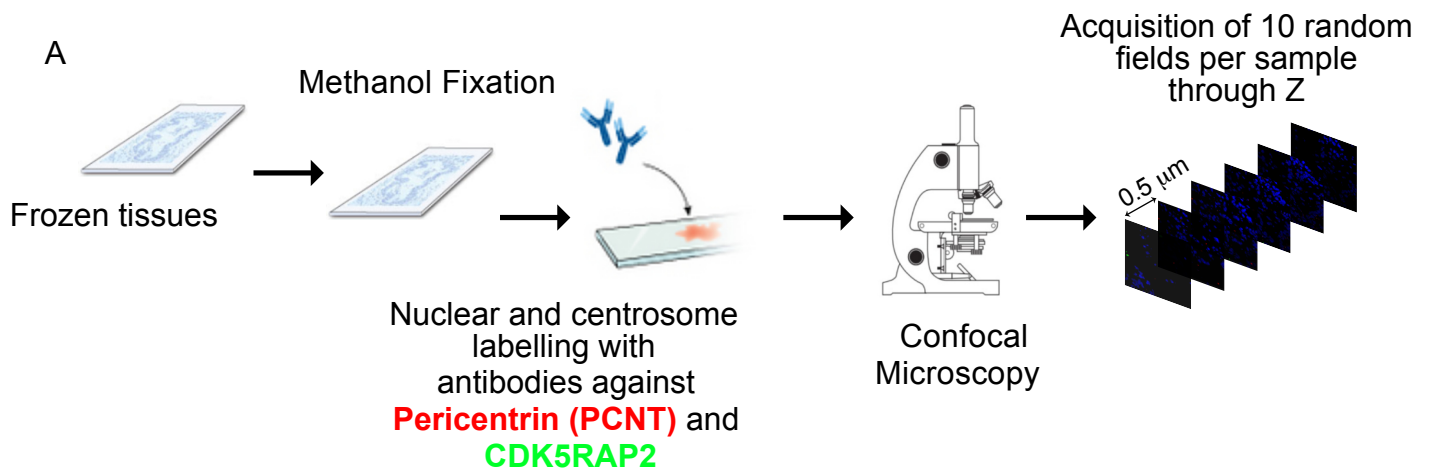 A
Frozen tissues
Methanol Fixation
Nuclear and centrosome
labelling with
antibodies against
Pericentrin (PCNT) and
CDK5RAP2
Confocal
Microscopy
Acquisition of 10 random
fields per sample
through Z
0.5 μm